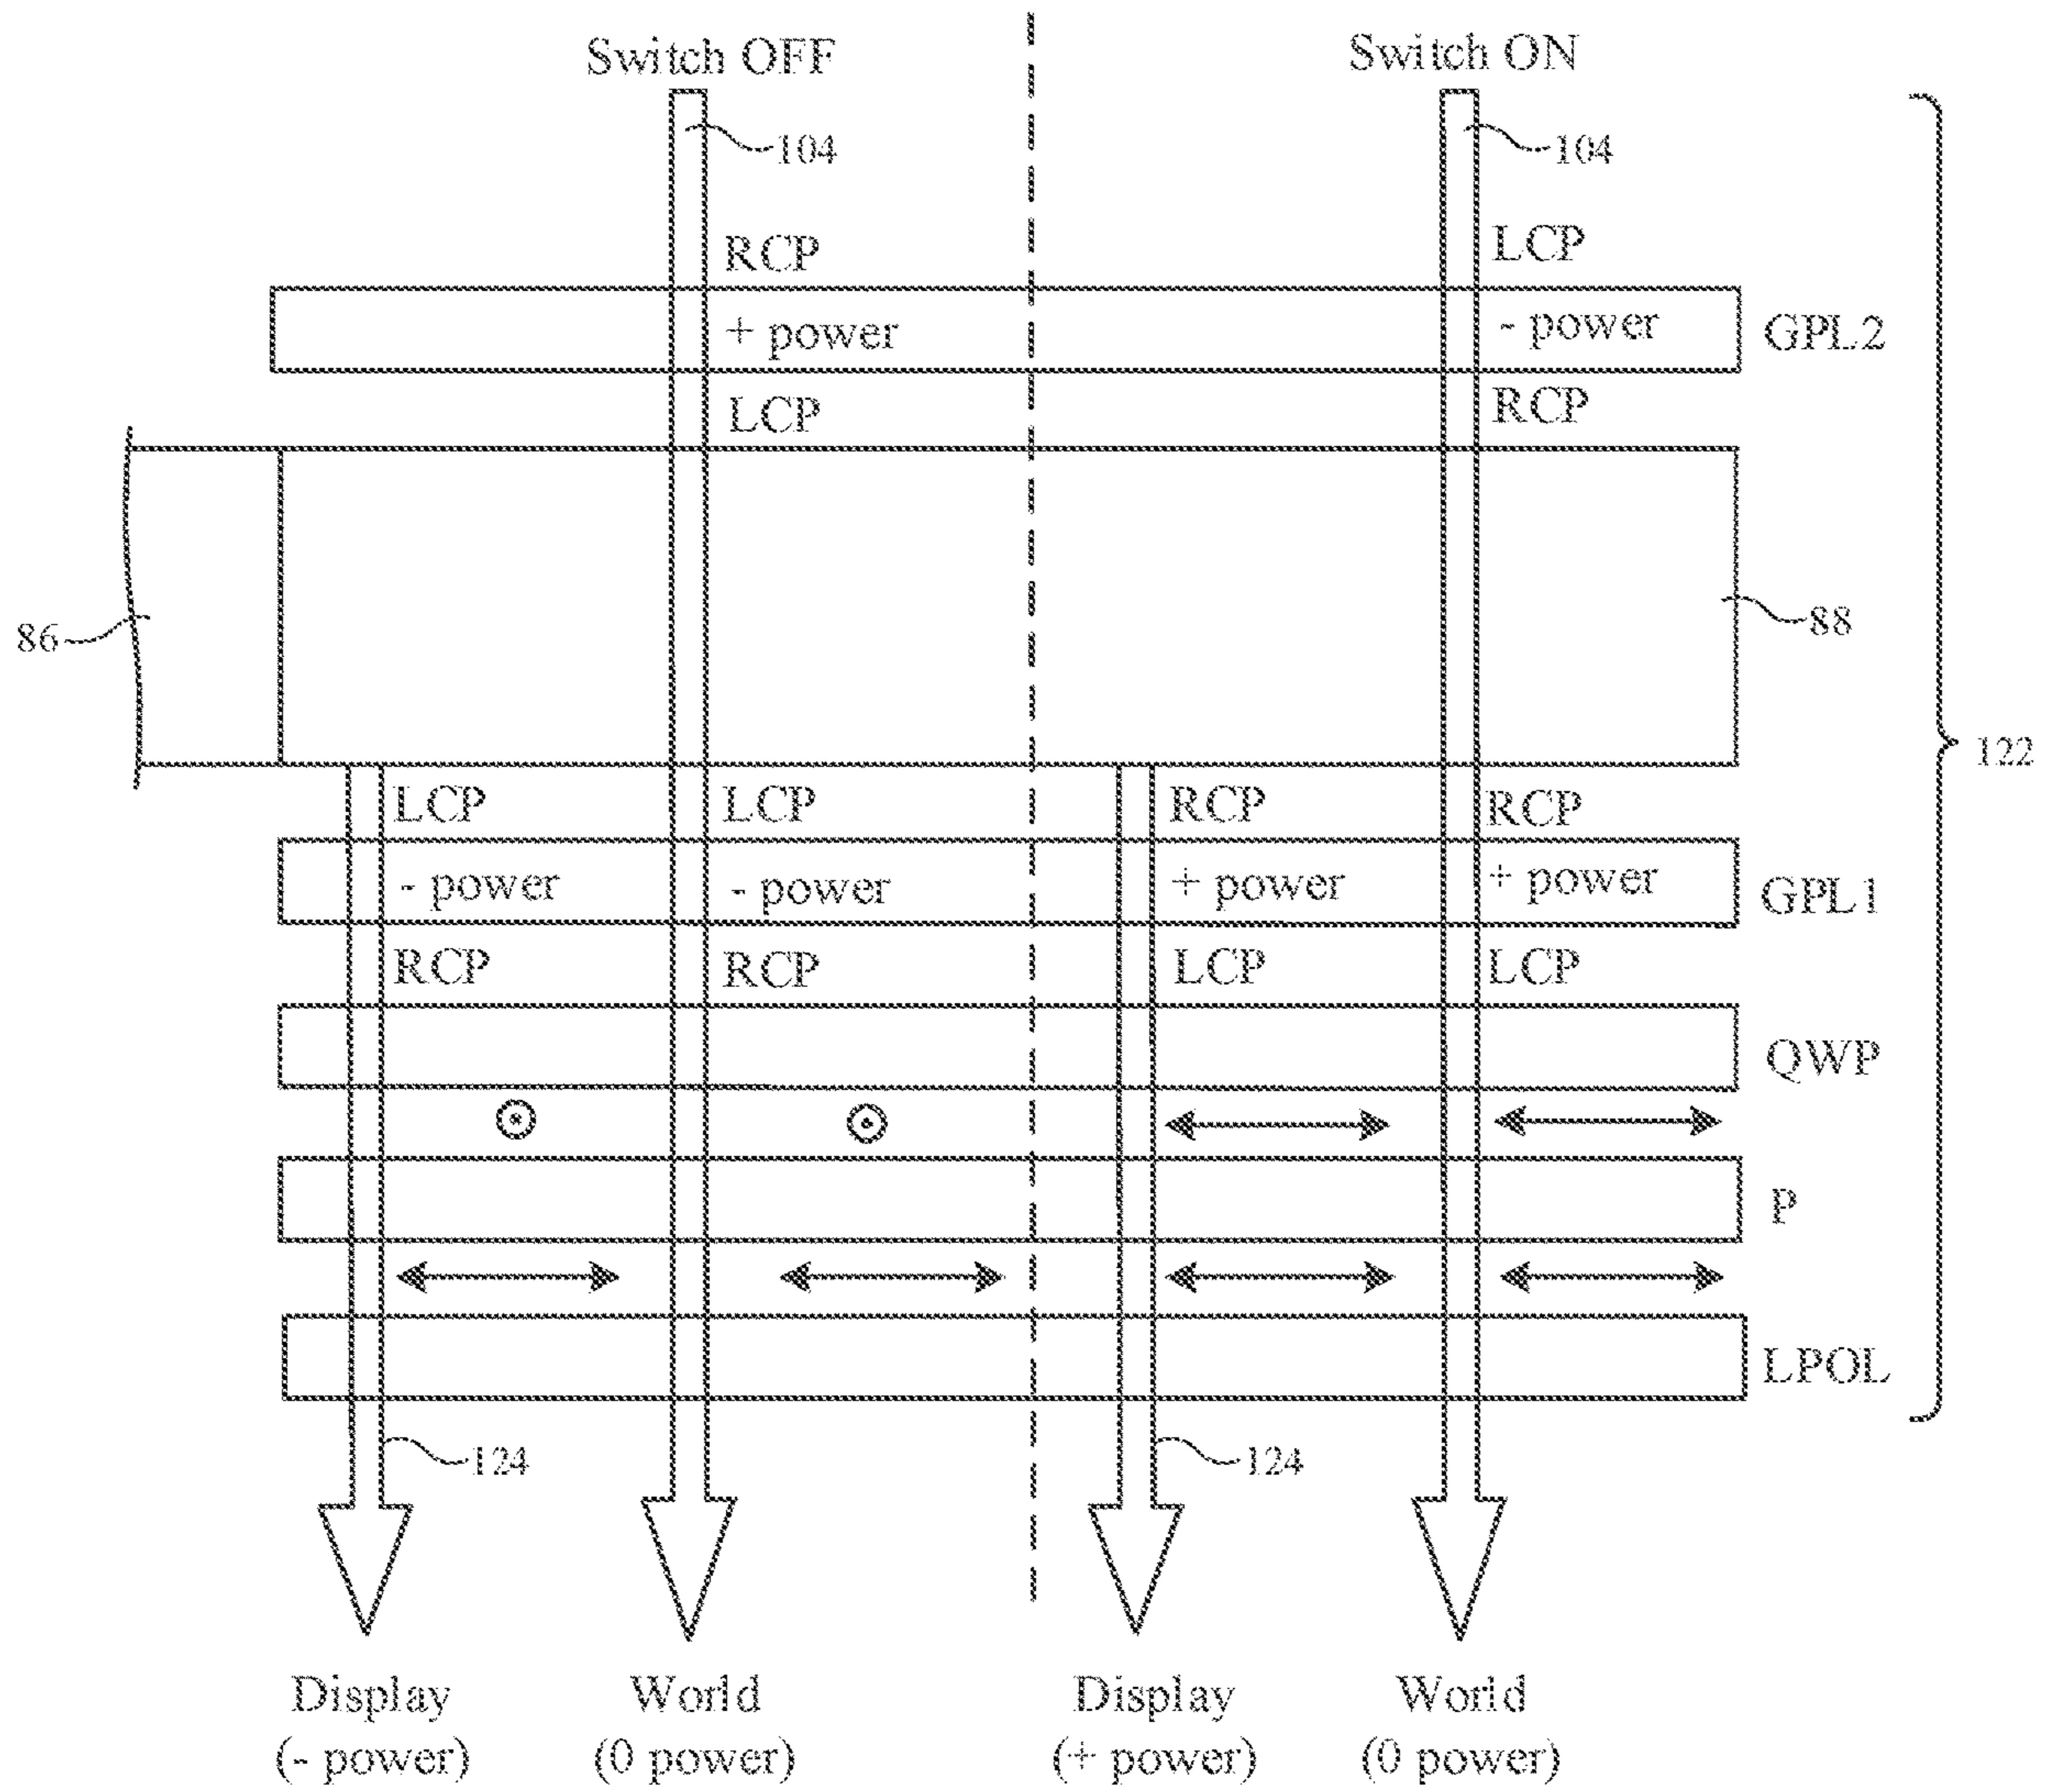 Switch OFF
Switch ON
104
104
RCP
LCP
+ power
- power
GPL2
LCP
RCP
86
88
122
LCP
LCP
RCP
RCP
- power
- power
+ power
+ power
GPL1
RCP
RCP
LCP
LCP
QWP
P
LPOL
124
124
Display
World
Display
World
(- power)
(0 power)
(+ power)
(0 power)